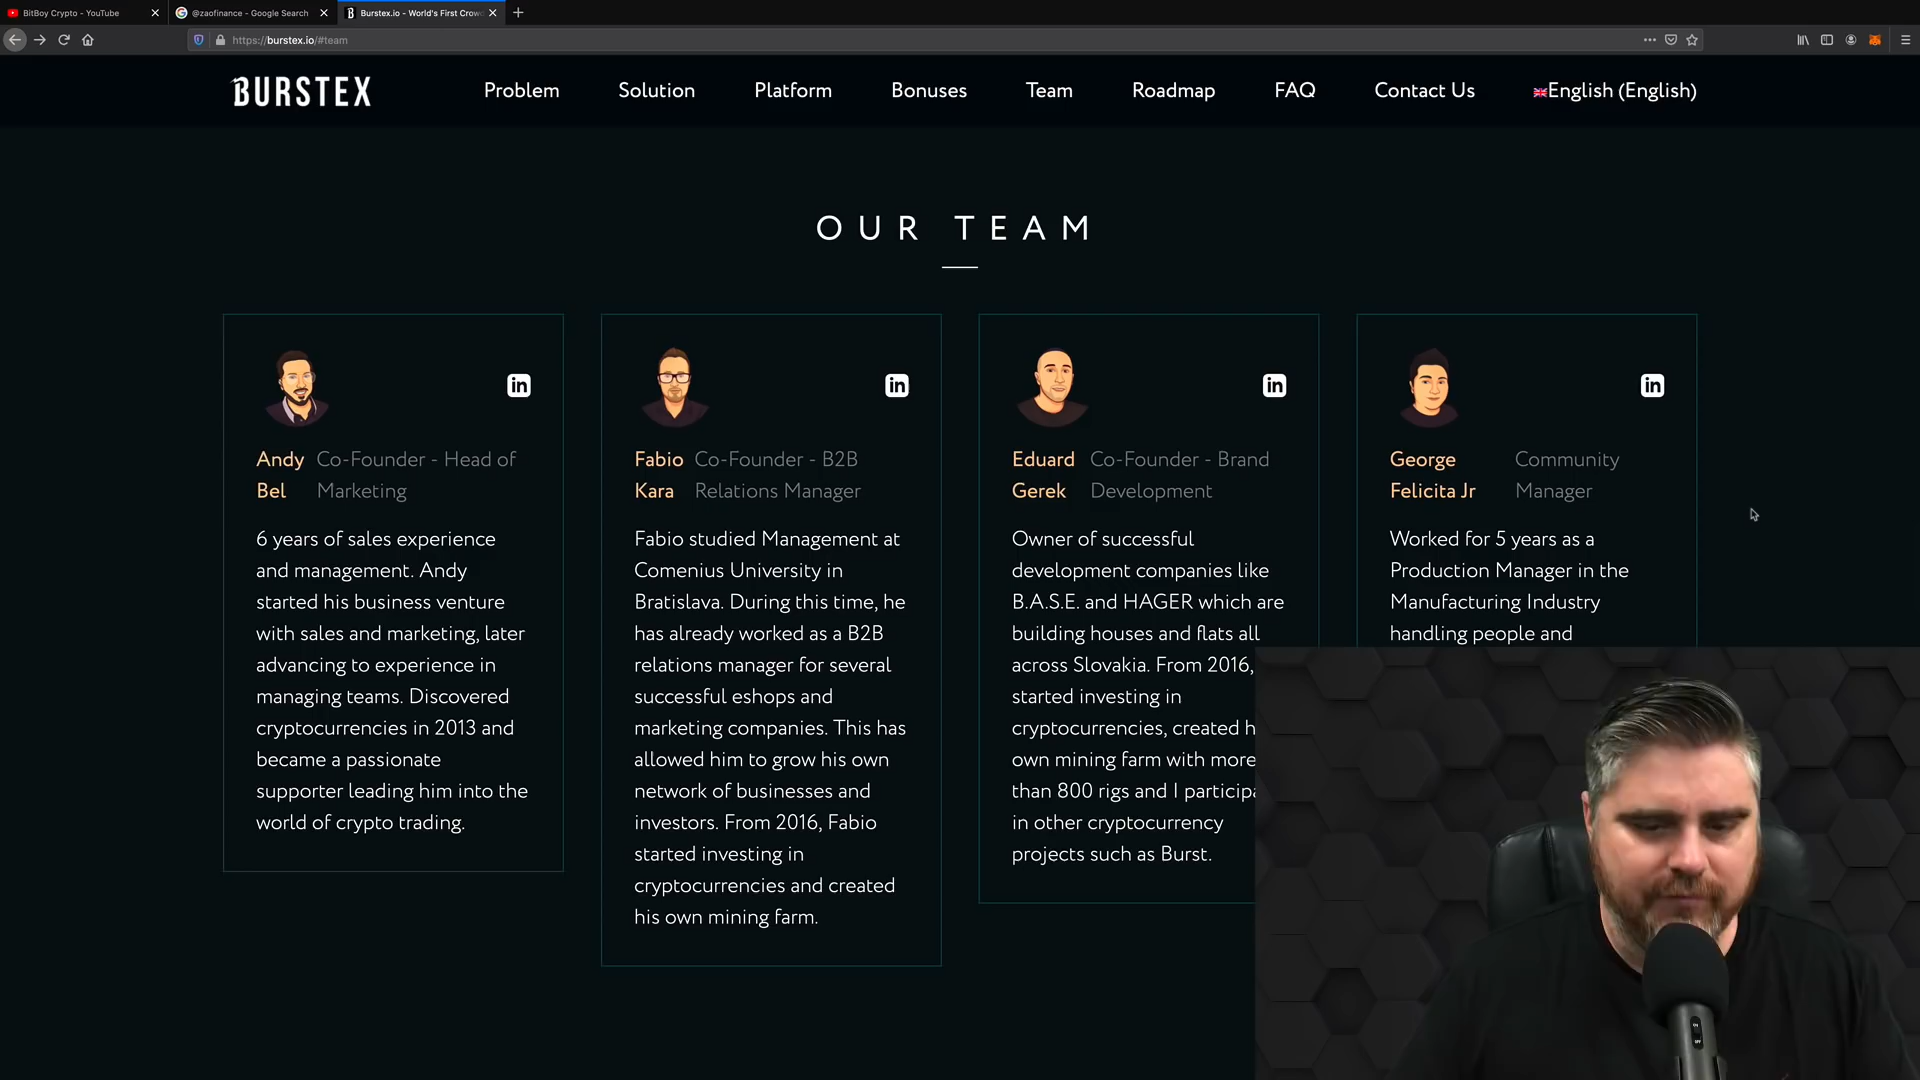 BitBoy Crypto - YouTube
@zaofinance - Google Search
Burstex.io - World's First Crow
https://burstex.io/#team
BURSTEX
Problem
Solution
Platform
Bonuses
Team
Roadmap
FAQ
Contact Us
English (English)
OUR TEAM
in
Andy Bel
Co-Founder - Head of
Marketing
6 years of sales experience
and management. Andy
started his business venture
with sales and marketing, later
advancing to experience in
managing teams. Discovered
cryptocurrencies in 2013 and
became a passionate
supporter leading him into the
world of crypto trading.
in
Fabio Kara
Co-Founder - B2B
Relations Manager
Fabio studied Management at
Comenius University in
Bratislava. During this time, he
has already worked as a B2B
relations manager for several
successful eshops and
marketing companies. This has
allowed him to grow his own
network of businesses and
investors. From 2016, Fabio
started investing in
cryptocurrencies and created
his own mining farm.
in
Eduard Gerek
Co-Founder - Brand
Development
Owner of successful
development companies like
B.A.S.E. and HAGER which are
building houses and flats all
across Slovakia. From 2016,
started investing in
cryptocurrencies, created h
own mining farm with more
than 800 rigs and I participa
in other cryptocurrency
projects such as Burst.
in
George
Felicita Jr
Community
Manager
Worked for 5 years as a
Production Manager in the
Manufacturing Industry
handling people and